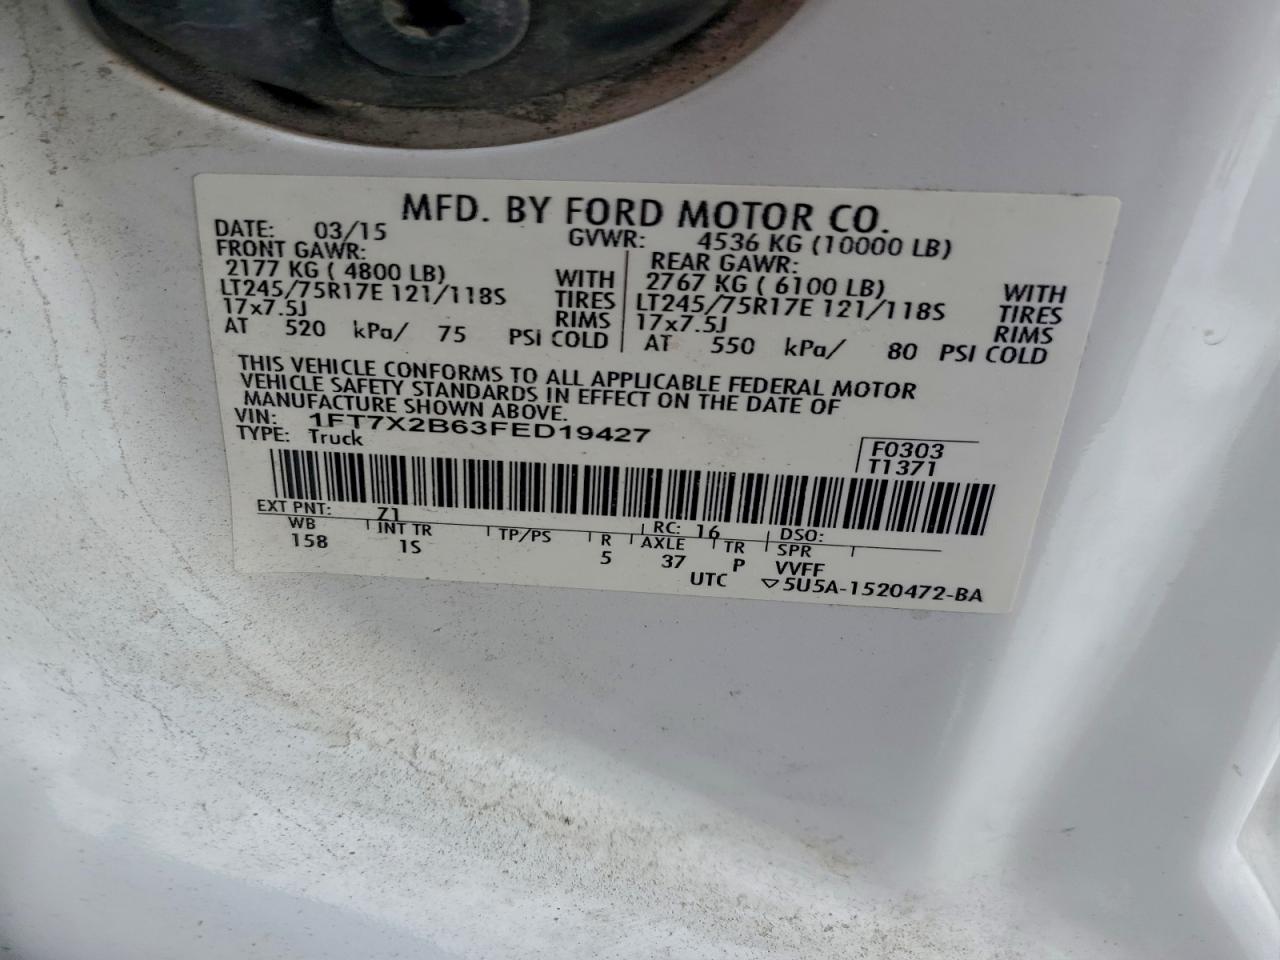 MFD. BY FORD MOTOR CO.
DATE: 03/15 GVWR: 4536 KG (10000 LB)
FRONT GAWR: REAR GAWR:
2177 KG ( 4800 LB) WITH 2767 KG ( 6100 LB) WITH
LT245/75R17E 121/118S TIRES LT245/75R17E 121/118S TIRES
17x7.5J RIMS 17x7.5J RIMS
AT 520 kPa/ 75 PSI COLD AT 550 kPa/ 80 PSI COLD
THIS VEHICLE CONFORMS TO ALL APPLICABLE FEDERAL MOTOR
VEHICLE SAFETY STANDARDS IN EFFECT ON THE DATE OF
MANUFACTURE SHOWN ABOVE.
VIN: 1FT7X2B63FED19427
TYPE: Truck F0303
T1371
EXT PNT: Z1 RC: 16 DSO:
WB INT TR TP/PS R AXLE TR SPR
158 1S 5 37 P VVFF
UTC ▽5U5A-1520472-BA